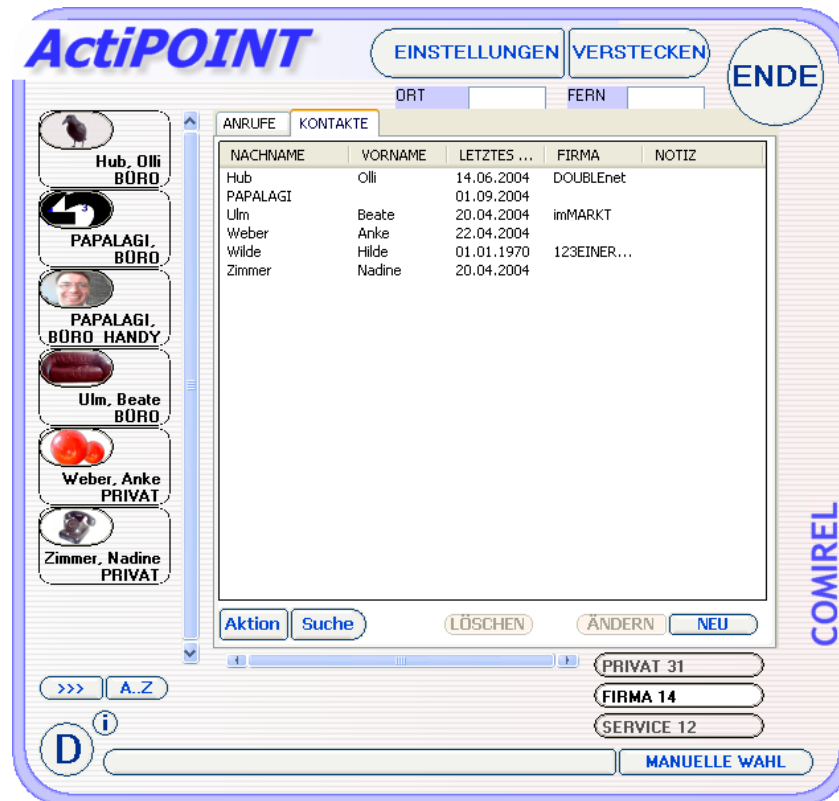 ActiPOINT
EINSTELLUNGEN VERSTECKEN ENDE
ORT FERN
Hub, Olli
BÜRO
PAPALAGI,
BÜRO
PAPALAGI,
BÜRO HANDY
Ulm, Beate
BÜRO
Weber, Anke
PRIVAT
Zimmer, Nadine
PRIVAT
ANRUFE KONTAKTE
NACHNAME VORNAME LETZTES ... FIRMA NOTIZ
Hub Olli 14.06.2004 DOUBLEnet
PAPALAGI 01.09.2004
Ulm Beate 20.04.2004 imMARKT
Weber Anke 22.04.2004
Wilde Hilde 01.01.1970 123EINER...
Zimmer Nadine 20.04.2004
Aktion Suche LÖSCHEN ÄNDERN NEU
COMIREL
>>> A..Z
PRIVAT 31
FIRMA 14
SERVICE 12
i
D
MANUELLE WAHL